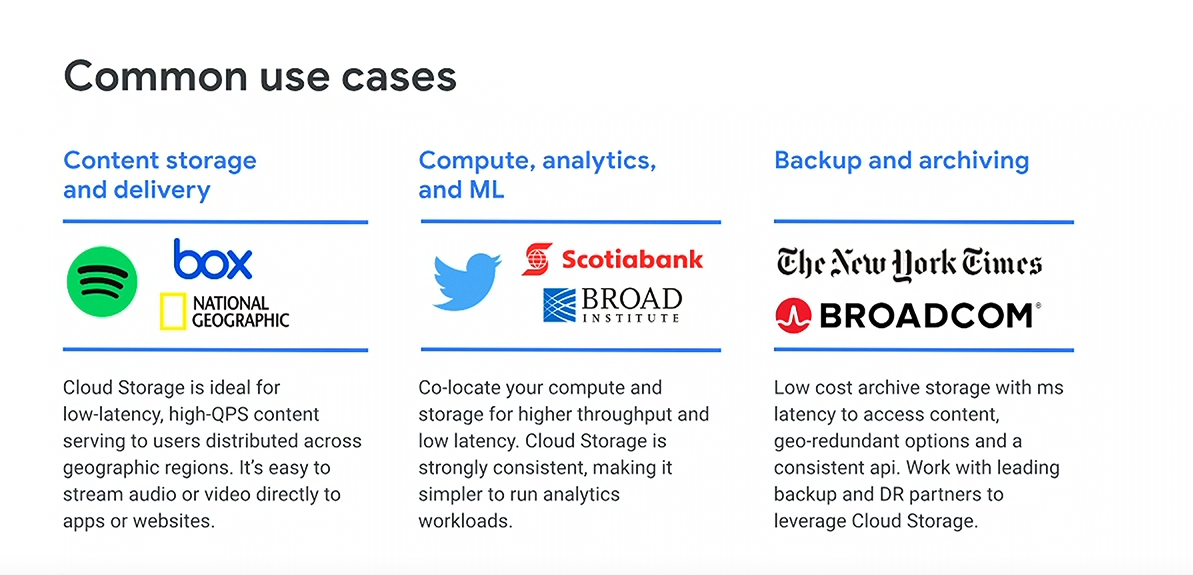 Common use cases
Content storage
and delivery
box
NATIONAL
GEOGRAPHIC
Cloud Storage is ideal for
low-latency, high-QPS content
serving to users distributed across
geographic regions. It’s easy to
stream audio or video directly to
apps or websites.
Compute, analytics,
and ML
Scotiabank
BROAD
INSTITUTE
Co-locate your compute and
storage for higher throughput and
low latency. Cloud Storage is
strongly consistent, making it
simpler to run analytics
workloads.
Backup and archiving
The New York Times
BROADCOM®
Low cost archive storage with ms
latency to access content,
geo-redundant options and a
consistent api. Work with leading
backup and DR partners to
leverage Cloud Storage.